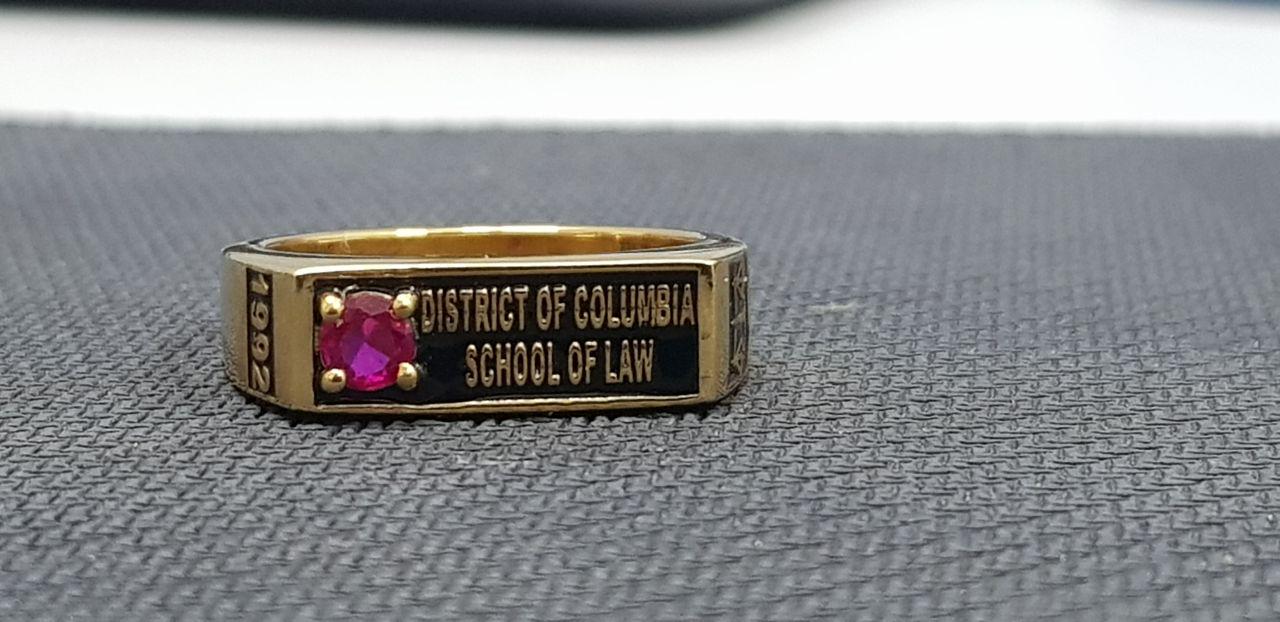 1992
DISTRICT OF COLUMBIA
SCHOOL OF LAW